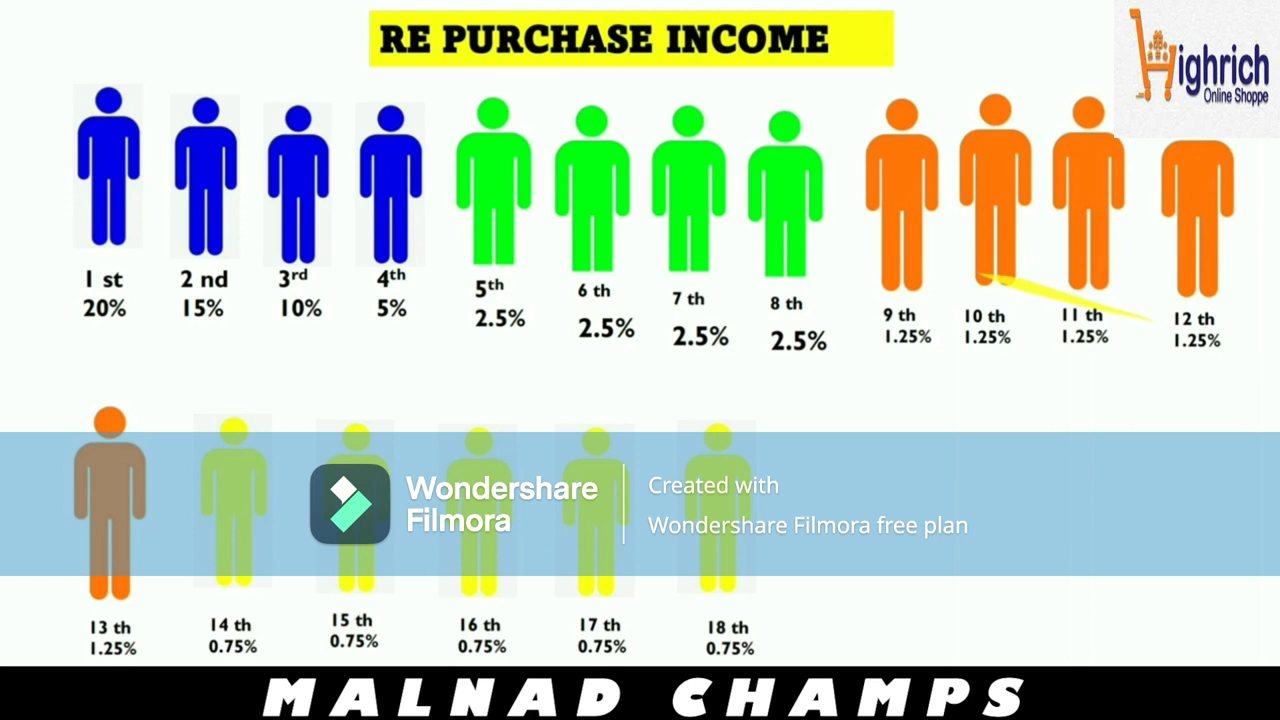 RE PURCHASE INCOME
Highrich
Online Shoppe
1 st
20%
2 nd
15%
3rd
10%
4th
5%
5th
2.5%
6 th
2.5%
7 th
2.5%
8 th
2.5%
9 th
1.25%
10 th
1.25%
11 th
1.25%
12 th
1.25%
Wondershare
Filmora
Created with
Wondershare Filmora free plan
13 th
1.25%
14 th
0.75%
15 th
0.75%
16 th
0.75%
17 th
0.75%
18 th
0.75%
MALNAD CHAMPS